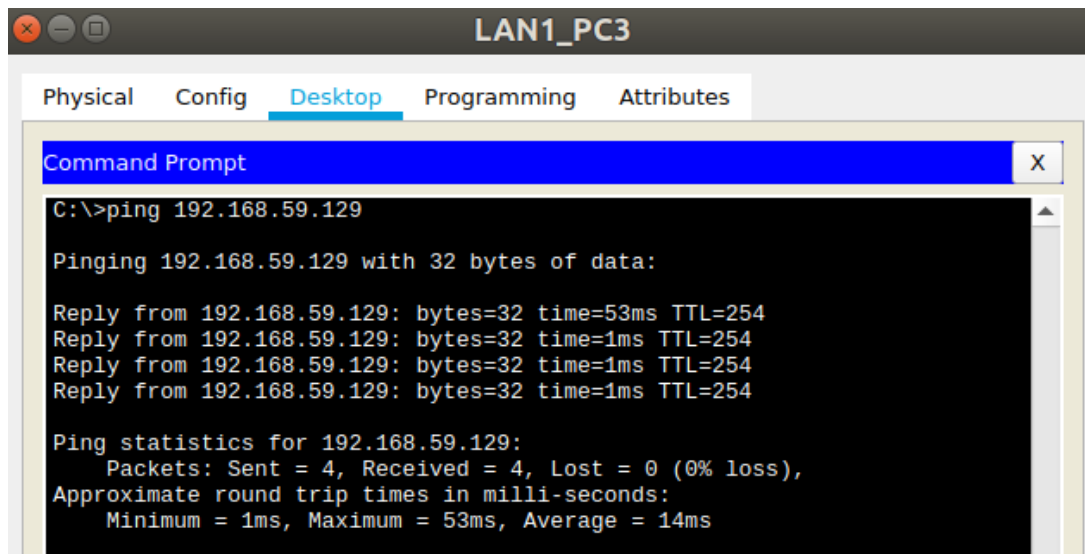 LAN1_PC3
Physical Config Desktop Programming Attributes
Command Prompt X
C:\>ping 192.168.59.129
Pinging 192.168.59.129 with 32 bytes of data:
Reply from 192.168.59.129: bytes=32 time=53ms TTL=254
Reply from 192.168.59.129: bytes=32 time=1ms TTL=254
Reply from 192.168.59.129: bytes=32 time=1ms TTL=254
Reply from 192.168.59.129: bytes=32 time=1ms TTL=254
Ping statistics for 192.168.59.129:
    Packets: Sent = 4, Received = 4, Lost = 0 (0% loss),
Approximate round trip times in milli-seconds:
    Minimum = 1ms, Maximum = 53ms, Average = 14ms